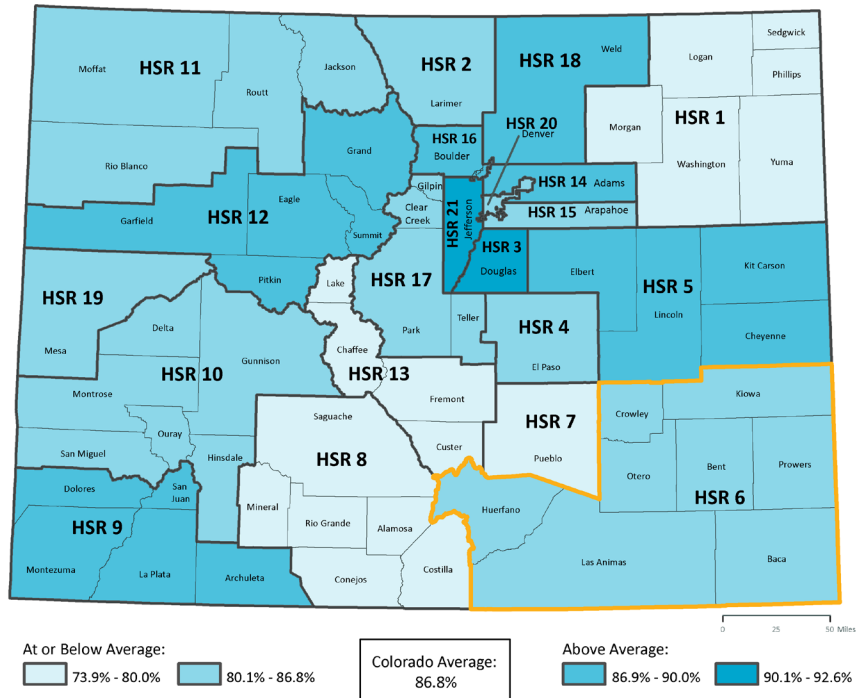 Sedgwick
Logan
Weld
HSR 18
HSR 2
Jackson
HSR 11
Moffat
Phillips
Routt
Larimer
HSR 1
HSR 20
Denver
Morgan
HSR 16
Boulder
Grand
Rio Blanco
Washington
Yuma
HSR 14 Adams
Gilpin
Eagle
Clear
Creek
HSR 15 Arapahoe
HSR 21
Jefferson
Garfield
HSR 12
Summit
HSR 3
Douglas
Kit Carson
Elbert
Pitkin
Lake
HSR 17
HSR 5
HSR 19
Lincoln
Teller
Delta
Park
HSR 4
Cheyenne
Mesa
Chaffee
Gunnison
El Paso
HSR 10
HSR 13
Montrose
Kiowa
Fremont
Saguache
Crowley
HSR 7
Ouray
San Miguel
Hinsdale
Custer
Pueblo
HSR 8
Bent
Prowers
Otero
Dolores
San
Juan
HSR 6
Mineral
Huerfano
HSR 9
Rio Grande
Alamosa
Las Animas
Baca
Montezuma
La Plata
Archuleta
Conejos
Costilla
0 25 50 Miles
At or Below Average:
73.9% - 80.0%
80.1% - 86.8%
Colorado Average:
86.8%
Above Average:
86.9% - 90.0%
90.1% - 92.6%